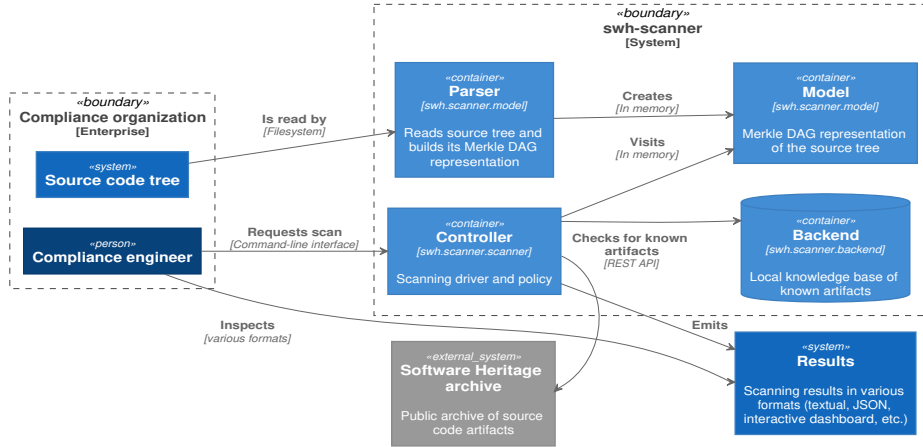 «boundary»
swh-scanner
[System]
«boundary»
Compliance organization
[Enterprise]
«system»
Source code tree
«person»
Compliance engineer
Is read by
[Filesystem]
Requests scan
[Command-line interface]
Inspects
[various formats]
«container»
Parser
[swh.scanner.model]
Reads source tree and
builds its Merkle DAG
representation
Creates
[In memory]
Visits
[In memory]
«container»
Model
[swh.scanner.model]
Merkle DAG representation
of the source tree
«container»
Controller
[swh.scanner.scanner]
Scanning driver and policy
Checks for known
artifacts
[REST API]
«container»
Backend
[swh.scanner.backend]
Local knowledge base of
known artifacts
Emits
«external_system»
Software Heritage
archive
Public archive of source
code artifacts
«system»
Results
Scanning results in various
formats (textual, JSON,
interactive dashboard, etc.)